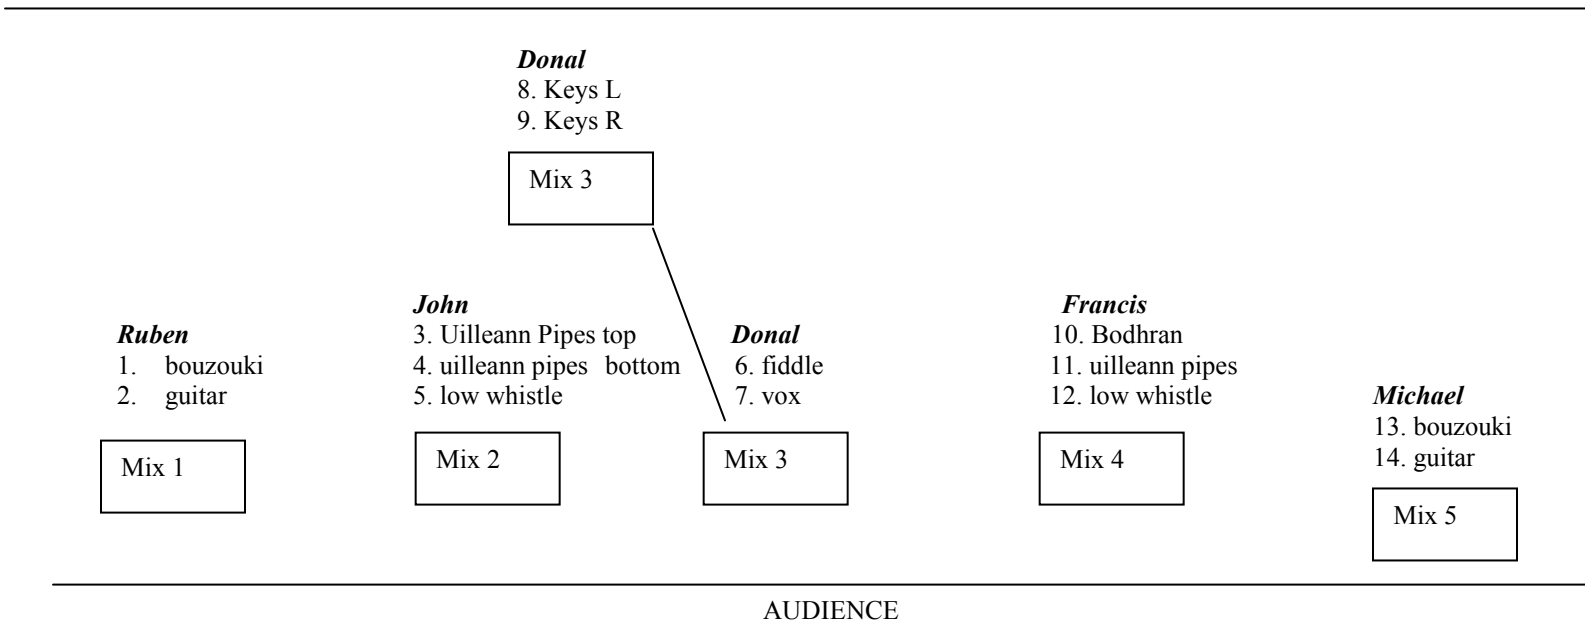 Donal
8. Keys L
9. Keys R
Mix 3
Ruben
1. bouzouki
2. guitar
Mix 1
John
3. Uilleann Pipes top
4. uilleann pipes bottom
5. low whistle
Mix 2
Donal
6. fiddle
7. vox
Mix 3
Francis
10. Bodhran
11. uilleann pipes
12. low whistle
Mix 4
Michael
13. bouzouki
14. guitar
Mix 5
AUDIENCE